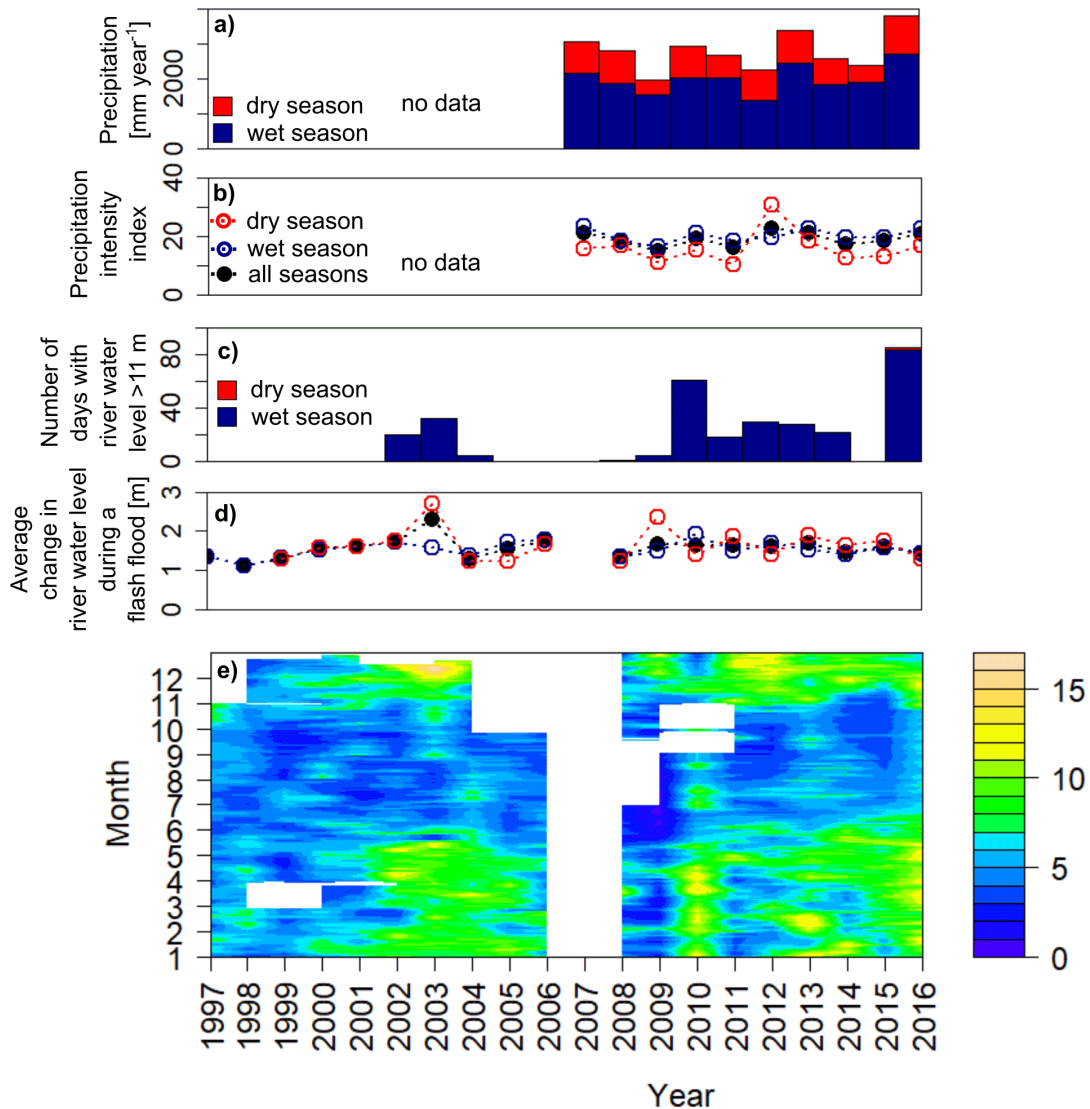 a)
Precipitation
[mm year-1]
0
2000
dry season
wet season
no data
b)
Precipitation
intensity
index
0
20
40
dry season
wet season
all seasons
no data
c)
Number of
days with
river water
level >11 m
0
40
80
dry season
wet season
d)
Average
change in
river water level
during a
flash flood [m]
0
1
2
3
e)
Month
12
11
10
9
8
7
6
5
4
3
2
1
15
10
5
0
1997
1998
1999
2000
2001
2002
2003
2004
2005
2006
2007
2008
2009
2010
2011
2012
2013
2014
2015
2016
Year